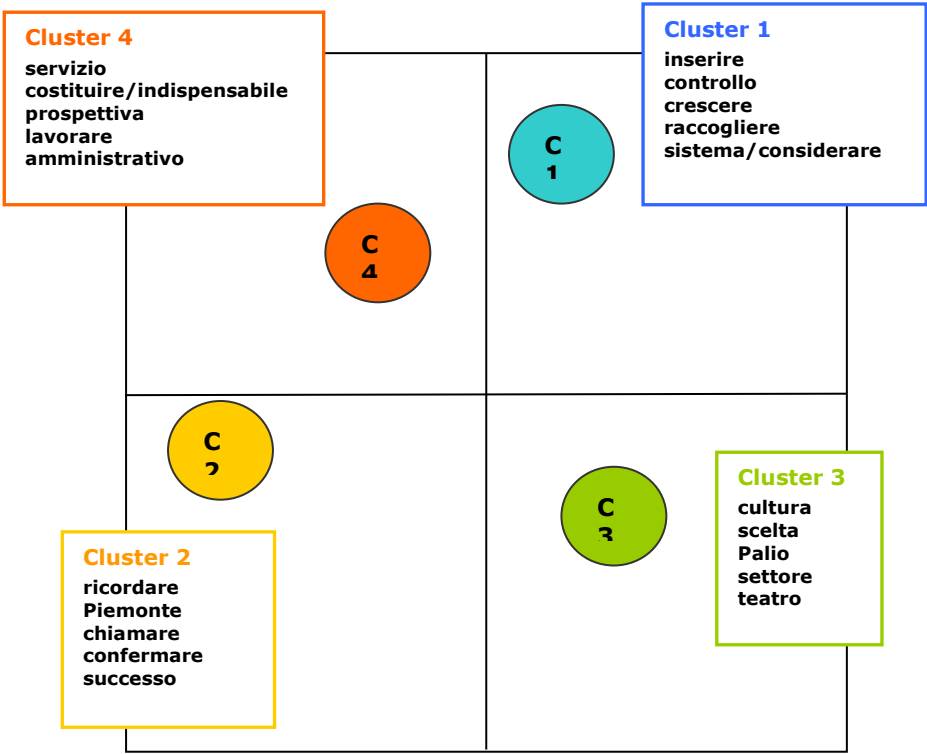 Cluster 4
servizio
costituire/indispensabile
prospettiva
lavorare
amministrativo
Cluster 1
inserire
controllo
crescere
raccogliere
sistema/considerare
C
1
C
4
C
2
C
3
Cluster 3
cultura
scelta
Palio
settore
teatro
Cluster 2
ricordare
Piemonte
chiamare
confermare
successo